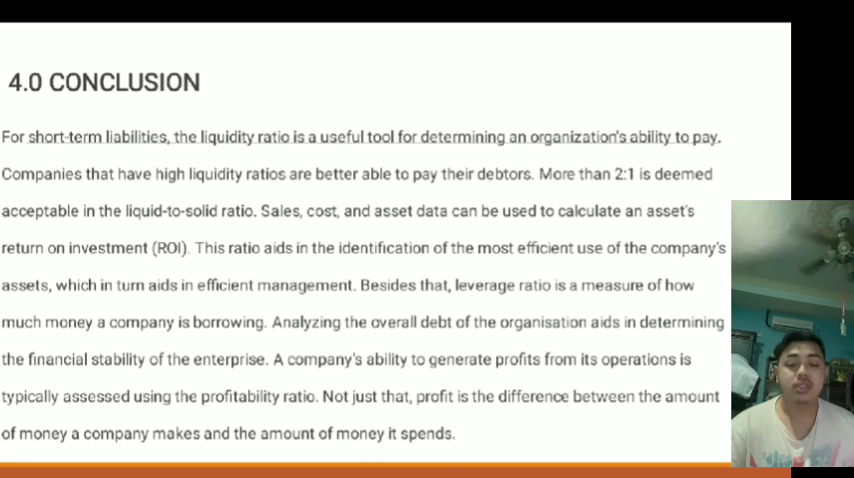 4.0 CONCLUSION
For short-term liabilities, the liquidity ratio is a useful tool for determining an organization's ability to pay.
Companies that have high liquidity ratios are better able to pay their debtors. More than 2:1 is deemed
acceptable in the liquid-to-solid ratio. Sales, cost, and asset data can be used to calculate an asset's
return on investment (ROI). This ratio aids in the identification of the most efficient use of the company's
assets, which in turn aids in efficient management. Besides that, leverage ratio is a measure of how
much money a company is borrowing. Analyzing the overall debt of the organisation aids in determining
the financial stability of the enterprise. A company's ability to generate profits from its operations is
typically assessed using the profitability ratio. Not just that, profit is the difference between the amount
of money a company makes and the amount of money it spends.